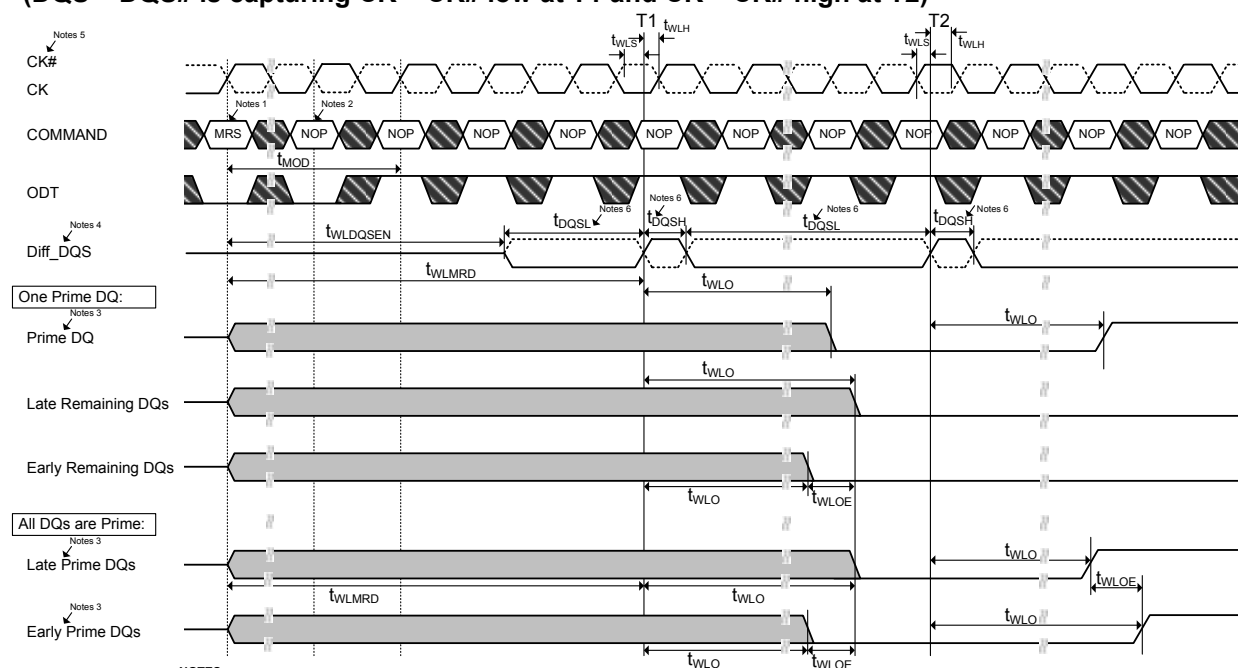 (DQS – DQS# is capturing CK – CK# low at T1 and CK – CK# high at T2)
T1
T2
tWLS
tWLH
tWLS
tWLH
Notes 5
CK#
CK
Notes 1
Notes 2
COMMAND
MRS
NOP
NOP
NOP
NOP
NOP
NOP
NOP
NOP
NOP
NOP
NOP
tMOD
ODT
Notes 6
Notes 6
Notes 6
Notes 6
tDQSL
tDQSH
tDQSL
tDQSH
Notes 4
Diff_DQS
tWLDQSEN
tWLMRD
tWLO
One Prime DQ:
Notes 3
Prime DQ
tWLO
tWLO
Late Remaining DQs
Early Remaining DQs
tWLO
tWLOE
All DQs are Prime:
Notes 3
Late Prime DQs
tWLO
tWLMRD
tWLO
tWLOE
Notes 3
Early Prime DQs
tWLO
tWLO
tWLOE
NOTES